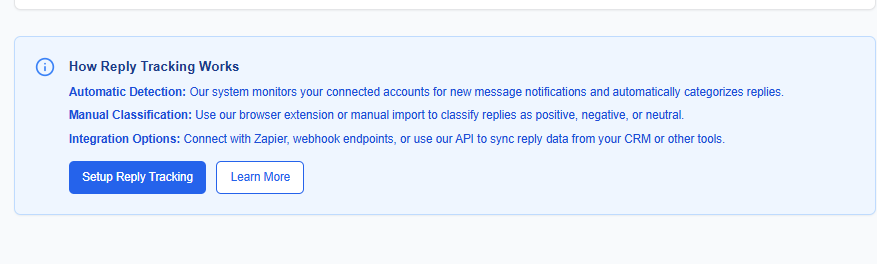 How Reply Tracking Works
Automatic Detection: Our system monitors your connected accounts for new message notifications and automatically categorizes replies.
Manual Classification: Use our browser extension or manual import to classify replies as positive, negative, or neutral.
Integration Options: Connect with Zapier, webhook endpoints, or use our API to sync reply data from your CRM or other tools.
Setup Reply Tracking
Learn More